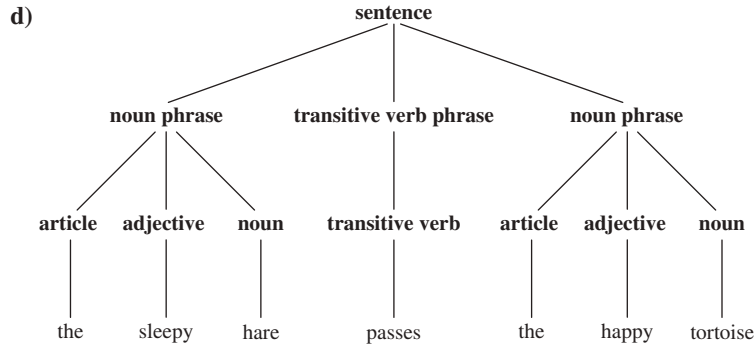 d)
sentence
noun phrase transitive verb phrase noun phrase
article adjective noun transitive verb article adjective noun
the sleepy hare passes the happy tortoise